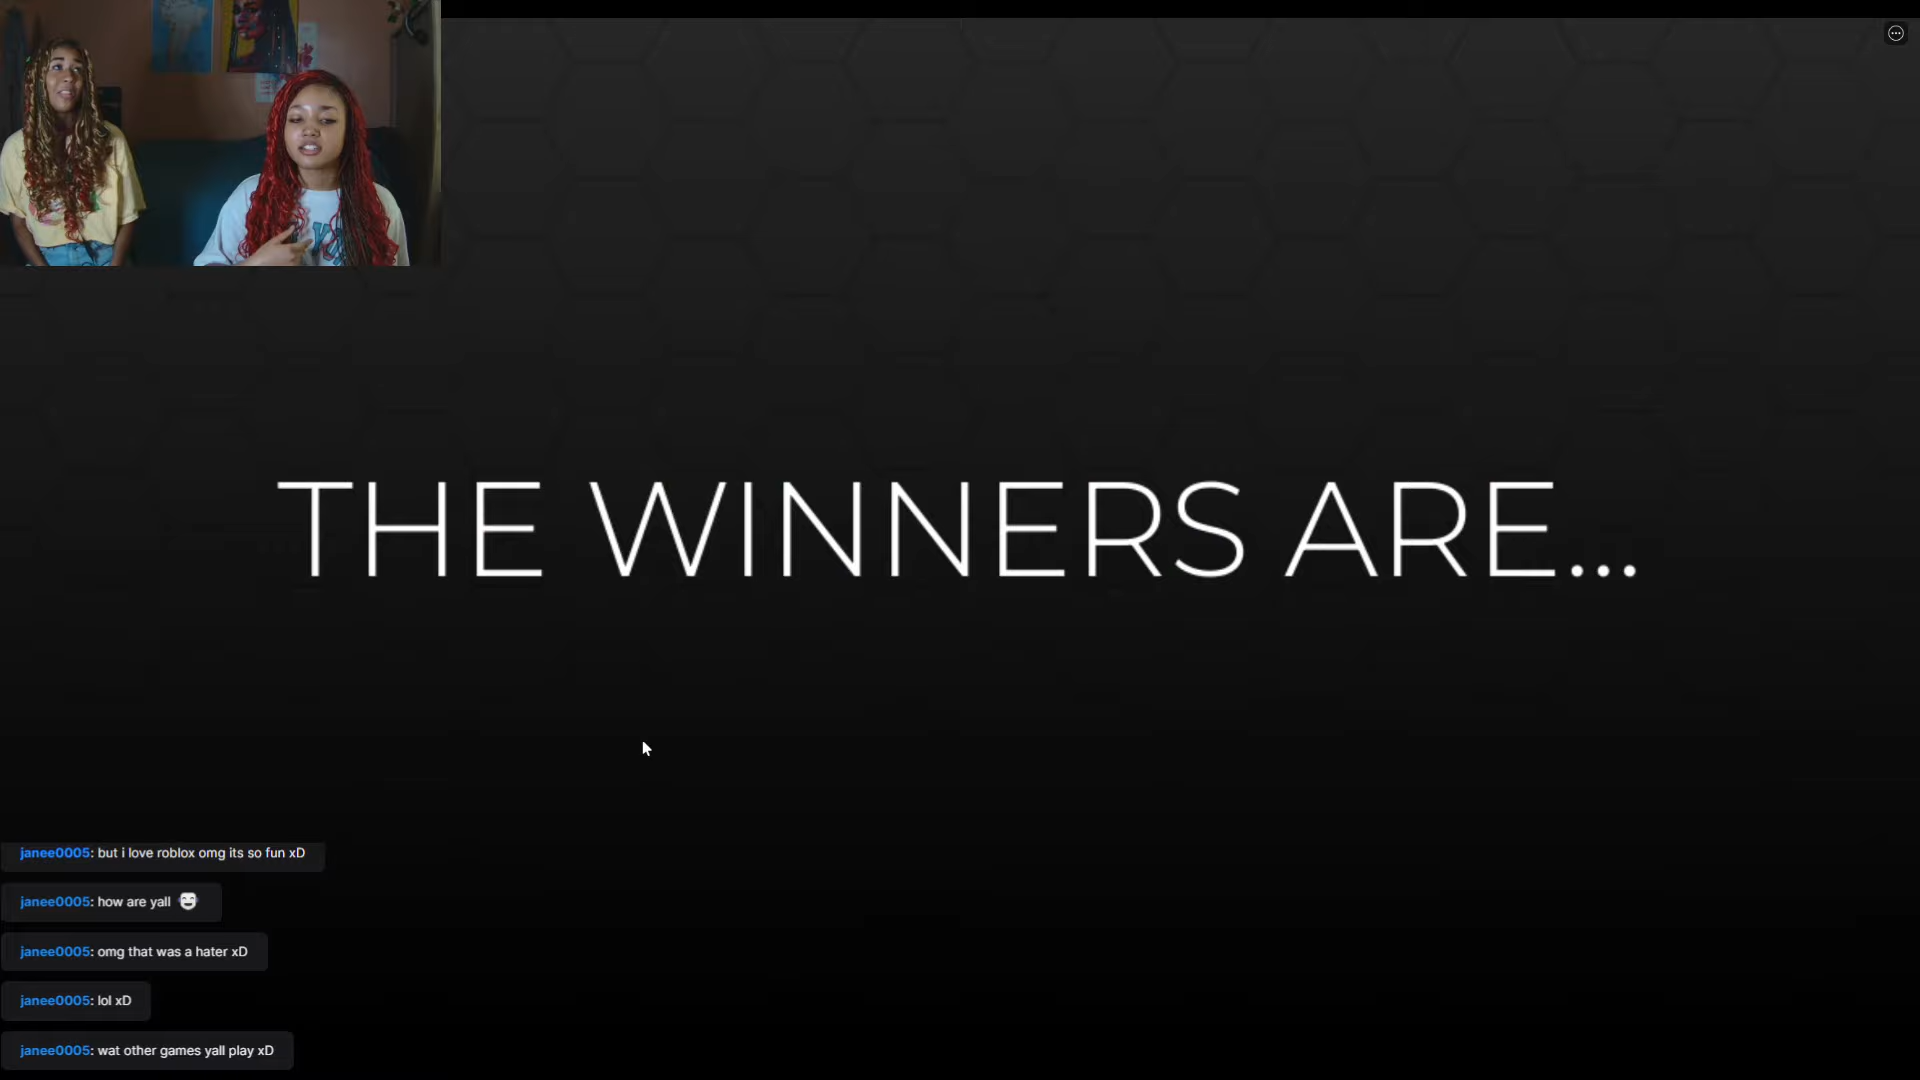 THE WINNERS ARE...
janee0005: but i love roblox omg its so fun xD
janee0005: how are yall
janee0005: omg that was a hater xD
janee0005: lol xD
janee0005: wat other games yall play xD